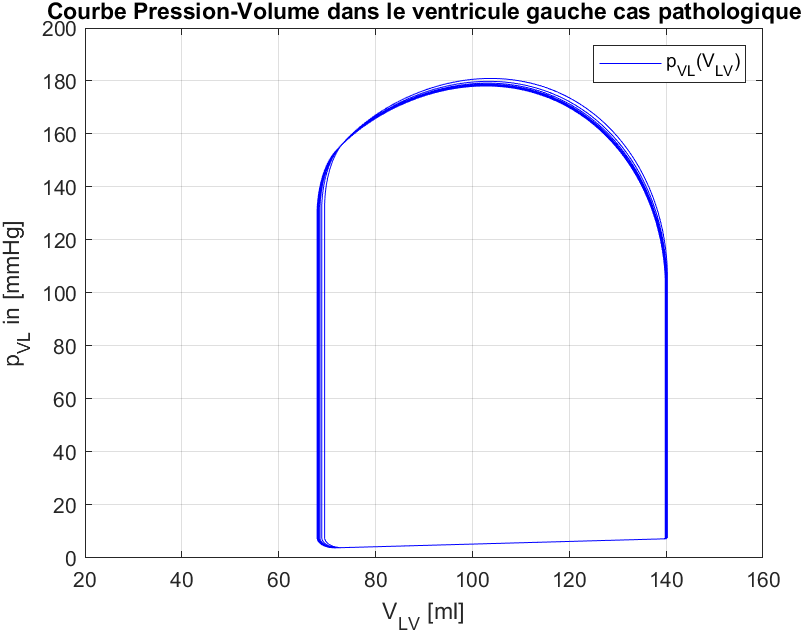 Courbe Pression-Volume dans le ventricule gauche cas pathologique
200
180
160
140
120
100
80
60
40
20
0
p_VL in [mmHg]
p_VL(V_LV)
20 40 60 80 100 120 140 160
V_LV [ml]